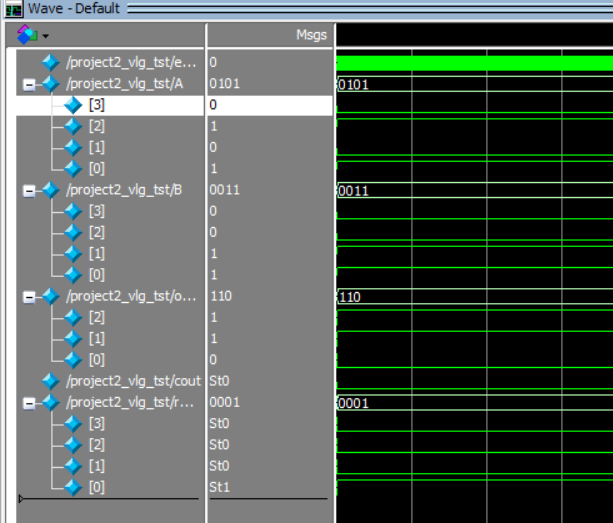 Wave - Default
Msgs
/project2_vlg_tst/e... 0
/project2_vlg_tst/A 0101 0101
[3] 0
[2] 1
[1] 0
[0] 1
/project2_vlg_tst/B 0011 0011
[3] 0
[2] 0
[1] 1
[0] 1
/project2_vlg_tst/o... 110 110
[2] 1
[1] 1
[0] 0
/project2_vlg_tst/cout St0
/project2_vlg_tst/r... 0001 0001
[3] St0
[2] St0
[1] St0
[0] St1